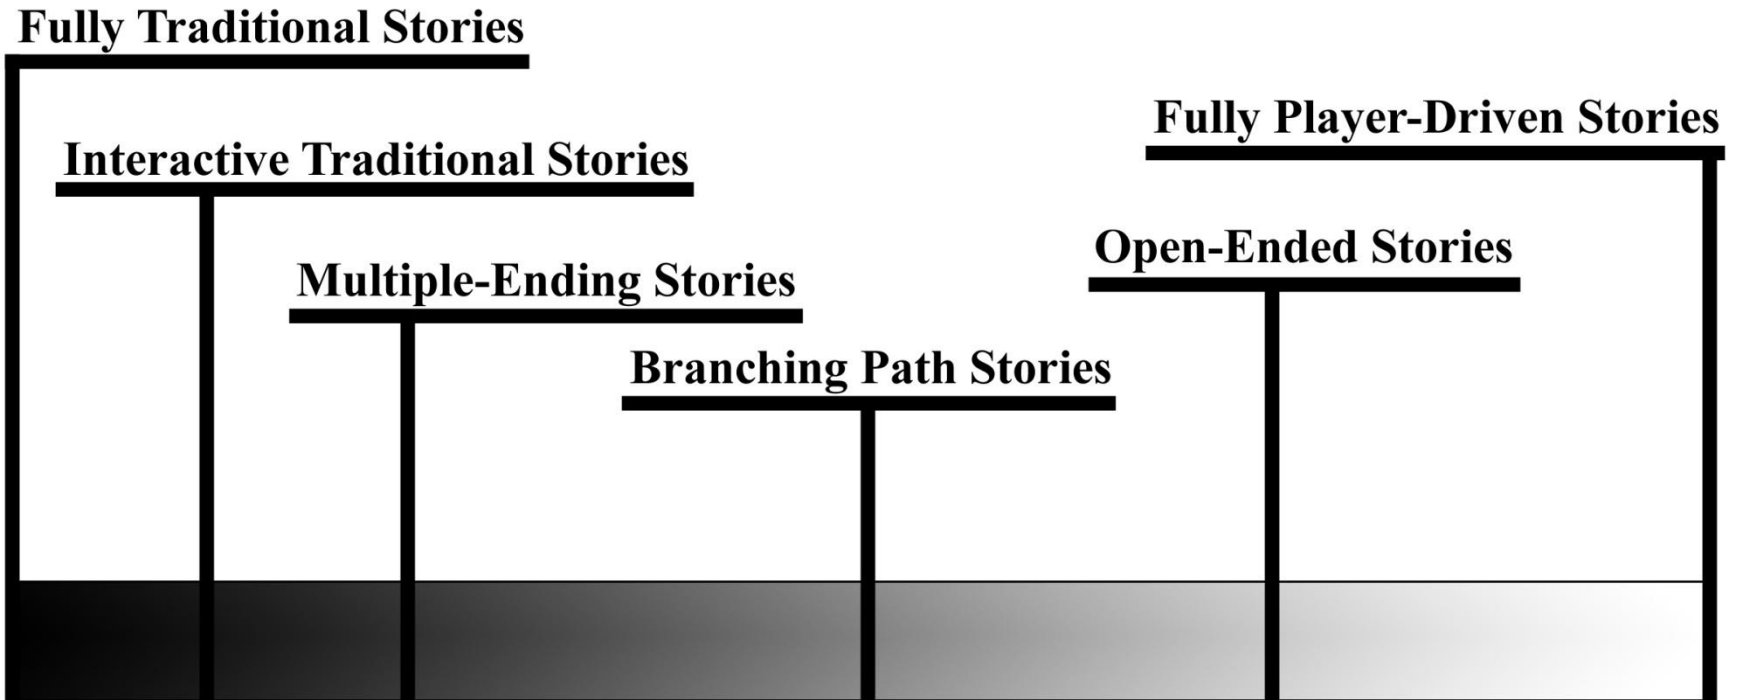 Fully Traditional Stories
Fully Player-Driven Stories
Interactive Traditional Stories
Open-Ended Stories
Multiple-Ending Stories
Branching Path Stories